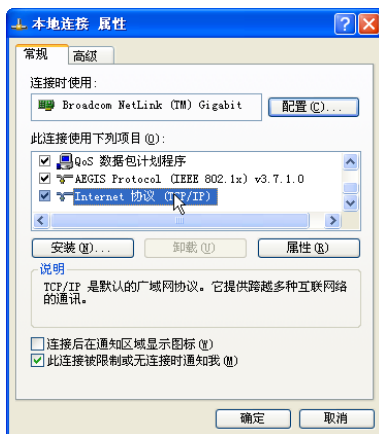 本地连接 属性
常规 高级
连接时使用:
Broadcom NetLink (TM) Gigabit 配置(C)...
此连接使用下列项目(O):
QoS 数据包计划程序
AEGIS Protocol (IEEE 802.1x) v3.7.1.0
Internet 协议 (TCP/IP)
安装(N)... 卸载(U) 属性(R)
说明
TCP/IP 是默认的广域网协议。它提供跨越多种互联网络
的通讯。
连接后在通知区域显示图标(W)
此连接被限制或无连接时通知我(M)
确定 取消